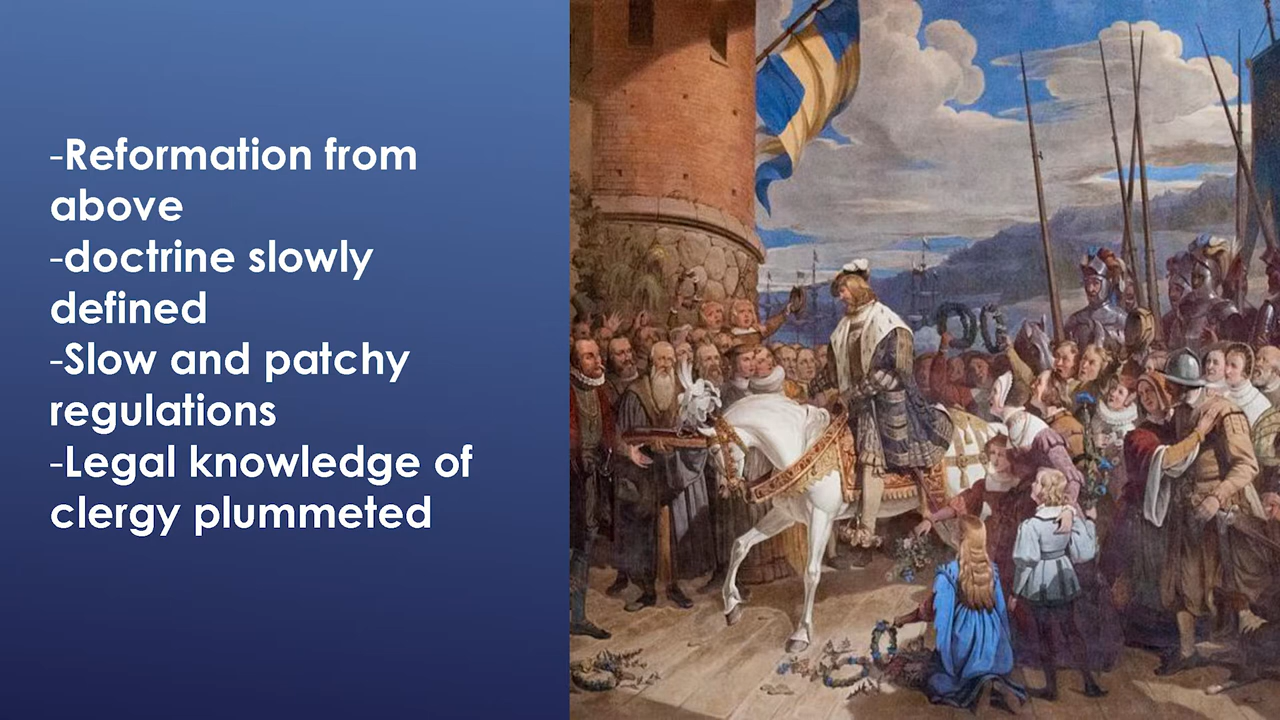 -Reformation from
above
-doctrine slowly
defined
-Slow and patchy
regulations
-Legal knowledge of
clergy plummeted